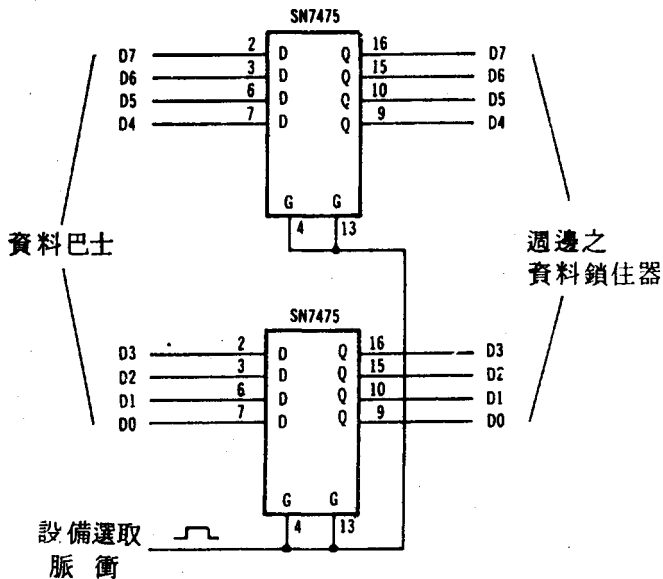 SN7475
D7 2 D Q 16 D7
D6 3 D Q 15 D6
D5 6 D Q 10 D5
D4 7 D Q 9 D4
G G
4 13
資料巴士
週邊之
資料鎖住器
SN7475
D3 2 D Q 16 D3
D2 3 D Q 15 D2
D1 6 D Q 10 D1
D0 7 D Q 9 D0
G G
4 13
設備選取
脈衝